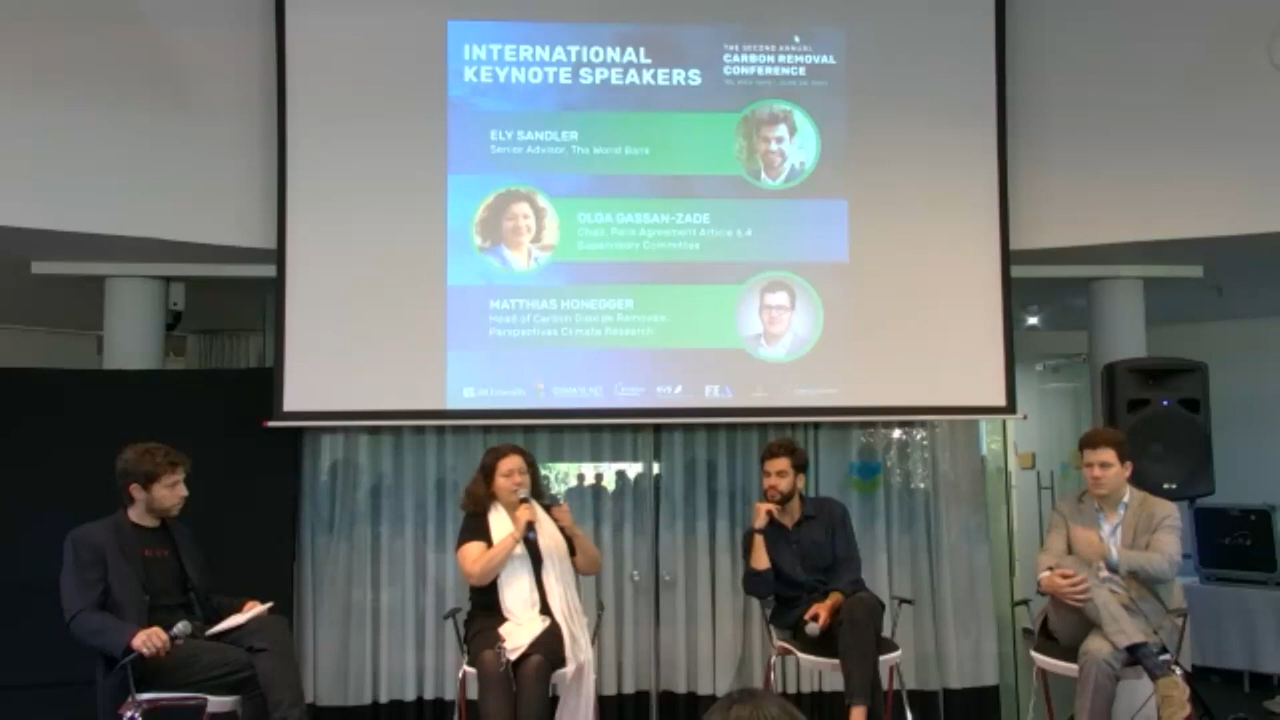 INTERNATIONAL
KEYNOTE SPEAKERS
THE SECOND ANNUAL
CARBON REMOVAL
CONFERENCE
ELY SANDLER
Senior Advisor, The World Bank
OLGA GASSAN-ZADE
Chair, Paris Agreement Article 6.4
Supervisory Committee
MATTHIAS HONEGGER
Head of Carbon Dioxide Removals,
Perspectives Climate Research